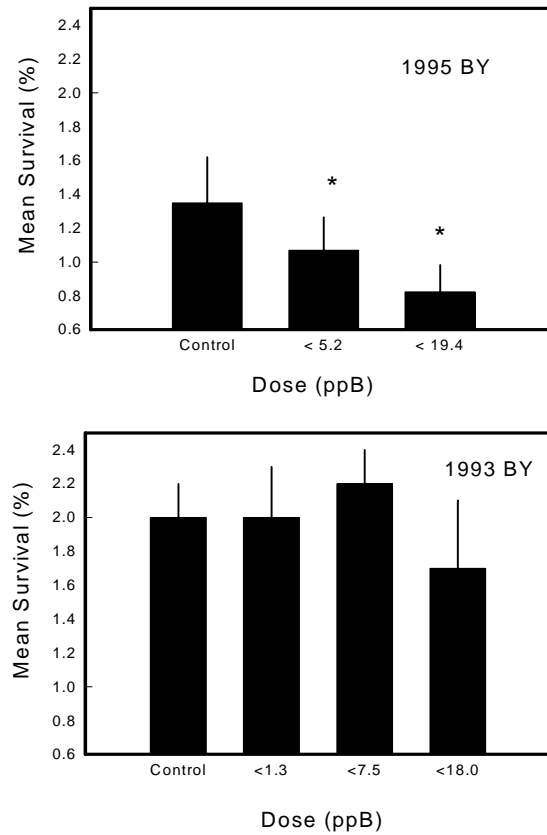 2.4
2.2
2.0
1.6
1.4
1.2
1.0
0.8
0.6
Mean Survival (%)
1995 BY
*
*
Control < 5.2 < 19.4
Dose (ppB)
2.4
2.2
2.0
1.8
1.6
1.4
1.2
1.0
0.8
0.6
Mean Survival (%)
1993 BY
Control <1.3 <7.5 <18.0
Dose (ppB)